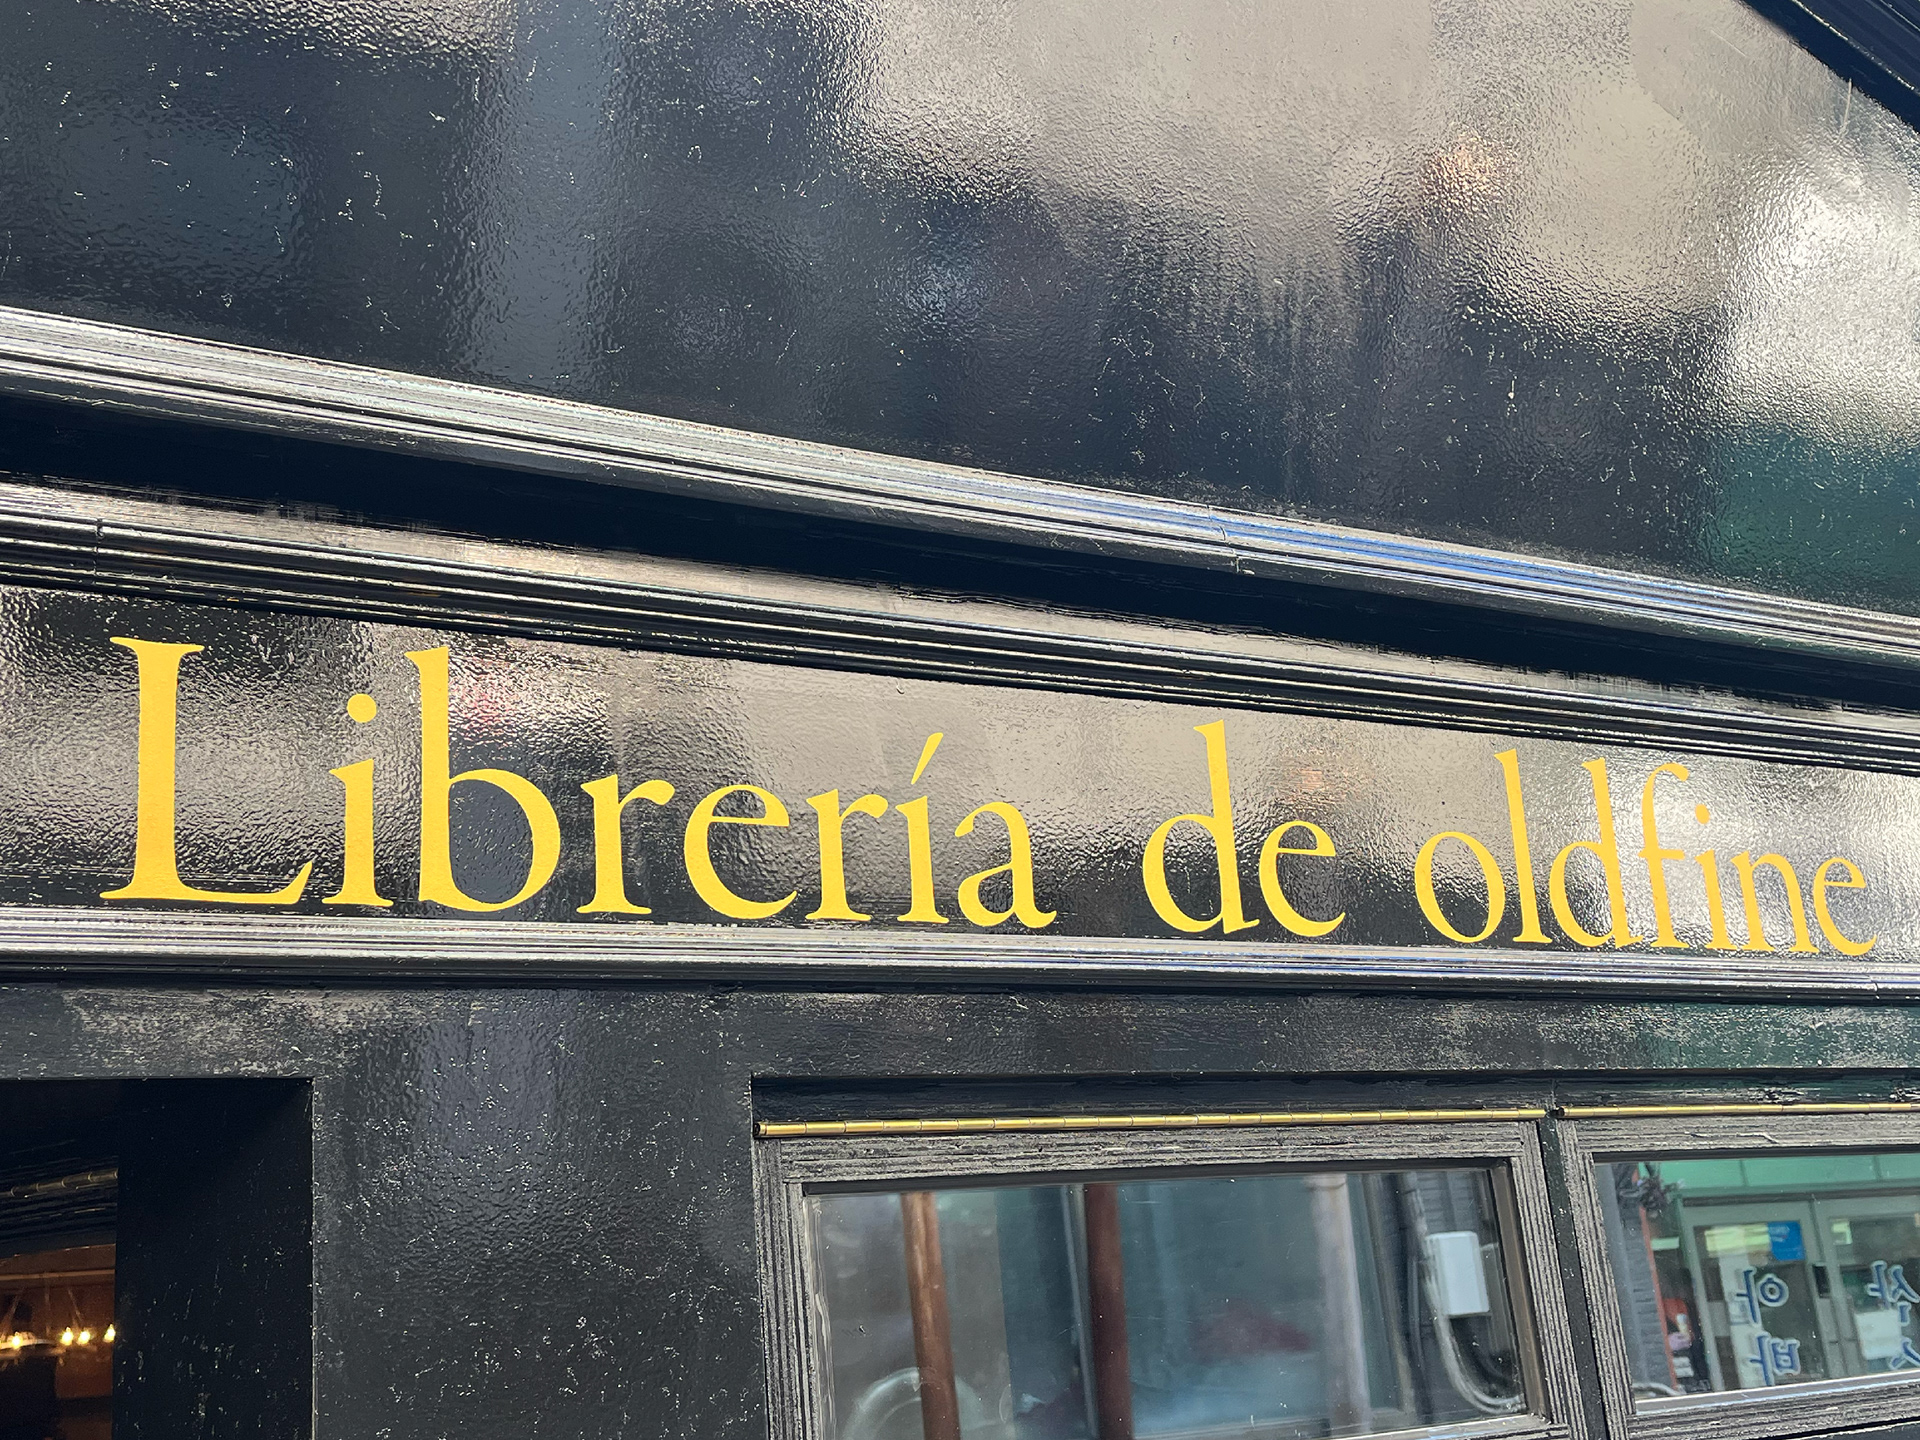 Librería de oldfine